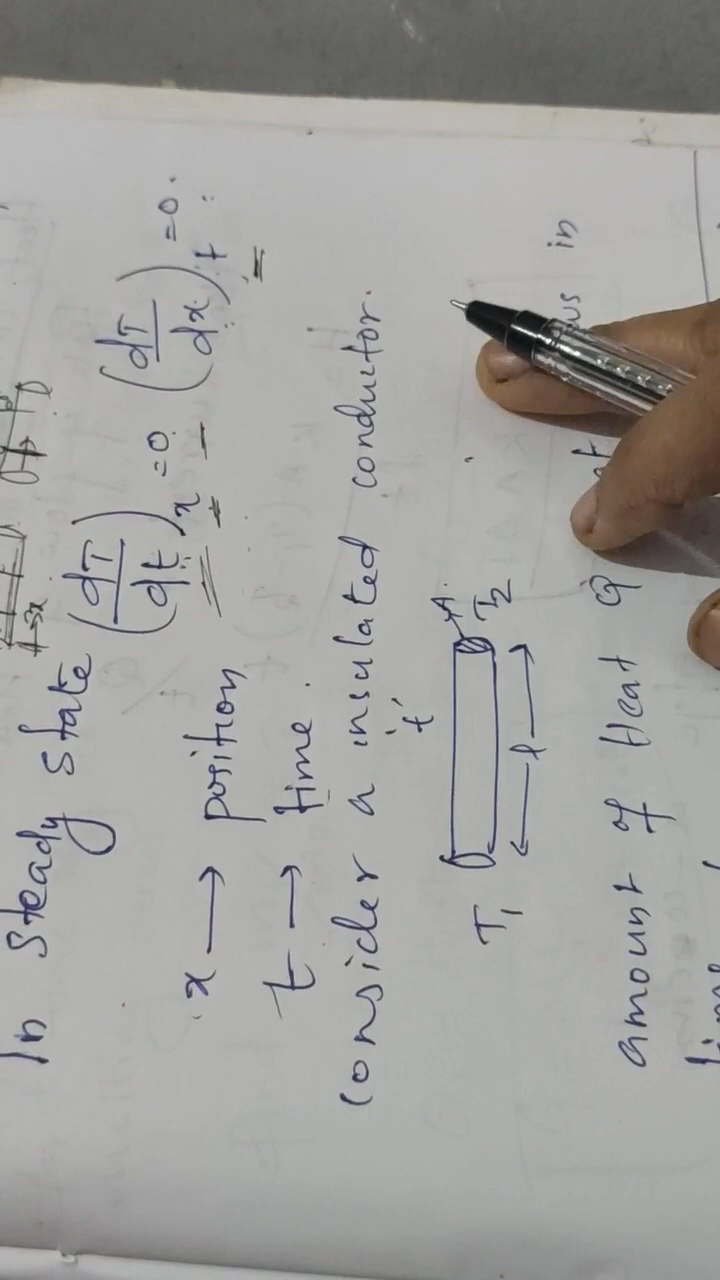 In steady state (dT/dt)x = 0 (dT/dx)t = 0.
x → position
t → time.
consider a insulated conductor.
t
A
T1 T2
l
amount of Heat Q in